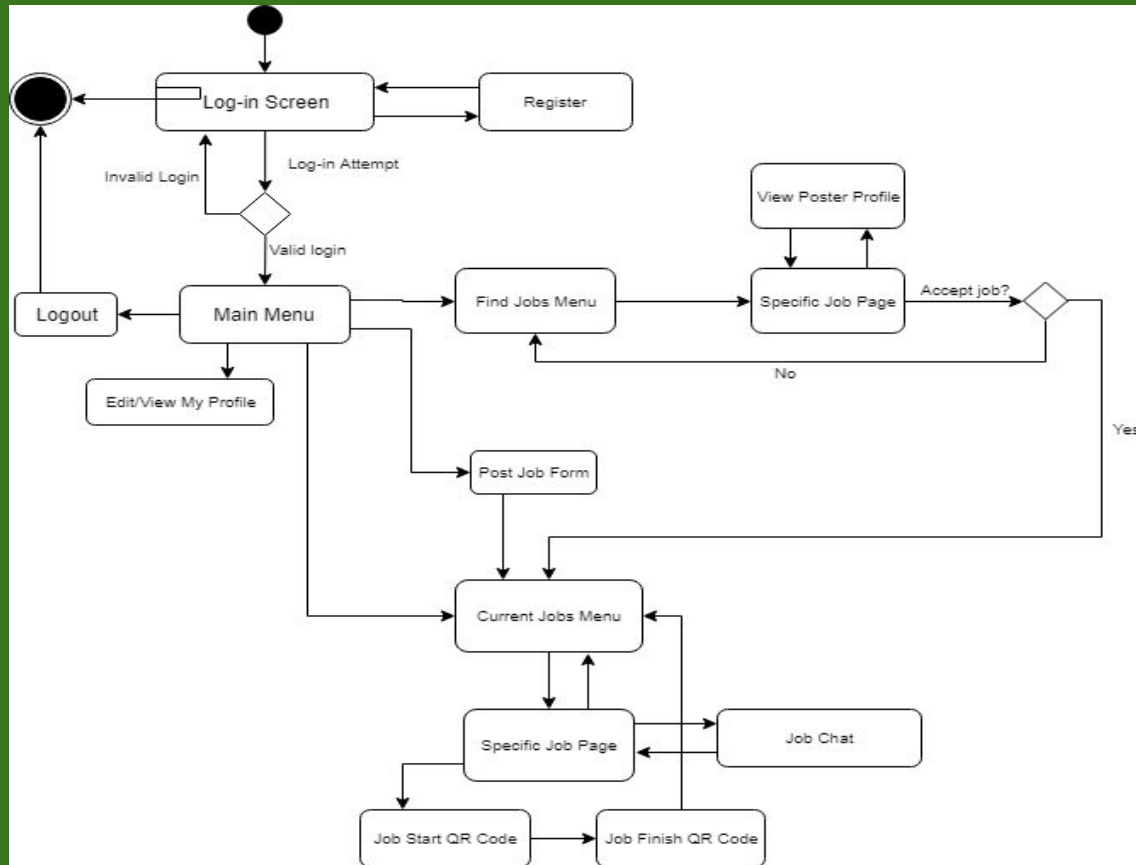 Log-in Screen
Register
Log-in Attempt
Invalid Login
View Poster Profile
Valid login
Find Jobs Menu
Specific Job Page
Accept job?
Logout
Main Menu
No
Edit/View My Profile
Yes
Post Job Form
Current Jobs Menu
Specific Job Page
Job Chat
Job Start QR Code
Job Finish QR Code